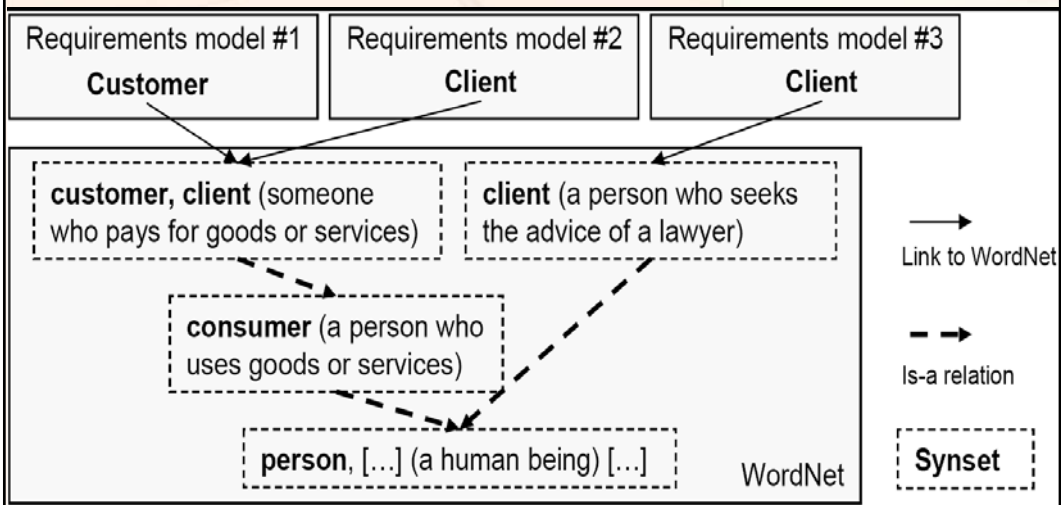 Requirements model #1
Customer
Requirements model #2
Client
Requirements model #3
Client
customer, client (someone
who pays for goods or services)
client (a person who seeks
the advice of a lawyer)
consumer (a person who
uses goods or services)
person, […] (a human being) […]
WordNet
Link to WordNet
Is-a relation
Synset